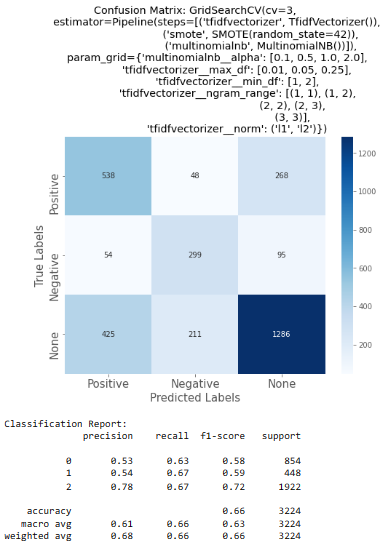 Confusion Matrix: GridSearchCV(cv=3,
estimator=Pipeline(steps=[('tfidfvectorizer', TfidfVectorizer()),
('smote', SMOTE(random_state=42)),
('multinomialnb', MultinomialNB())]),
param_grid={'multinomialnb__alpha': [0.1, 0.5, 1.0, 2.0],
'tfidfvectorizer__max_df': [0.01, 0.05, 0.25],
'tfidfvectorizer__min_df': [1, 2],
'tfidfvectorizer__ngram_range': [(1, 1), (1, 2),
(2, 2), (2, 3),
(3, 3)],
'tfidfvectorizer__norm': ('l1', 'l2')})
True Labels
Positive 538 48 268
Negative 54 299 95
None 425 211 1286
Positive Negative None
Predicted Labels
1200
1000
800
600
400
200
Classification Report:
precision recall f1-score support
0 0.53 0.63 0.58 854
1 0.54 0.67 0.59 448
2 0.78 0.67 0.72 1922
accuracy 0.66 3224
macro avg 0.61 0.66 0.63 3224
weighted avg 0.68 0.66 0.66 3224